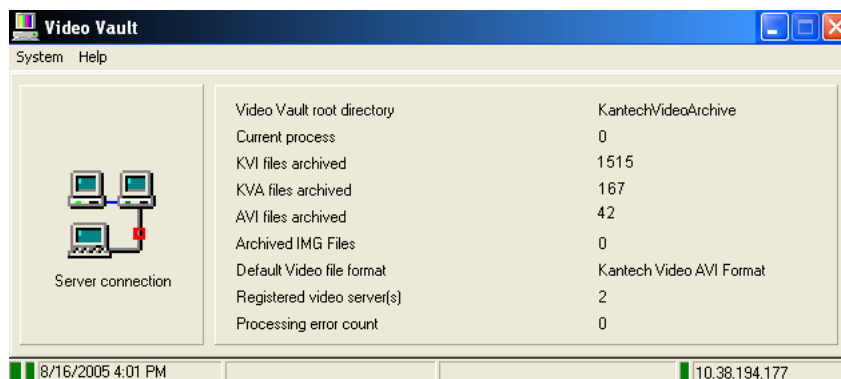 Video Vault
System Help
Video Vault root directory KantechVideoArchive
Current process 0
KVI files archived 1515
KVA files archived 167
AVI files archived 42
Archived IMG Files 0
Default Video file format Kantech Video AVI Format
Registered video server(s) 2
Processing error count 0
Server connection
8/16/2005 4:01 PM 10.38.194.177